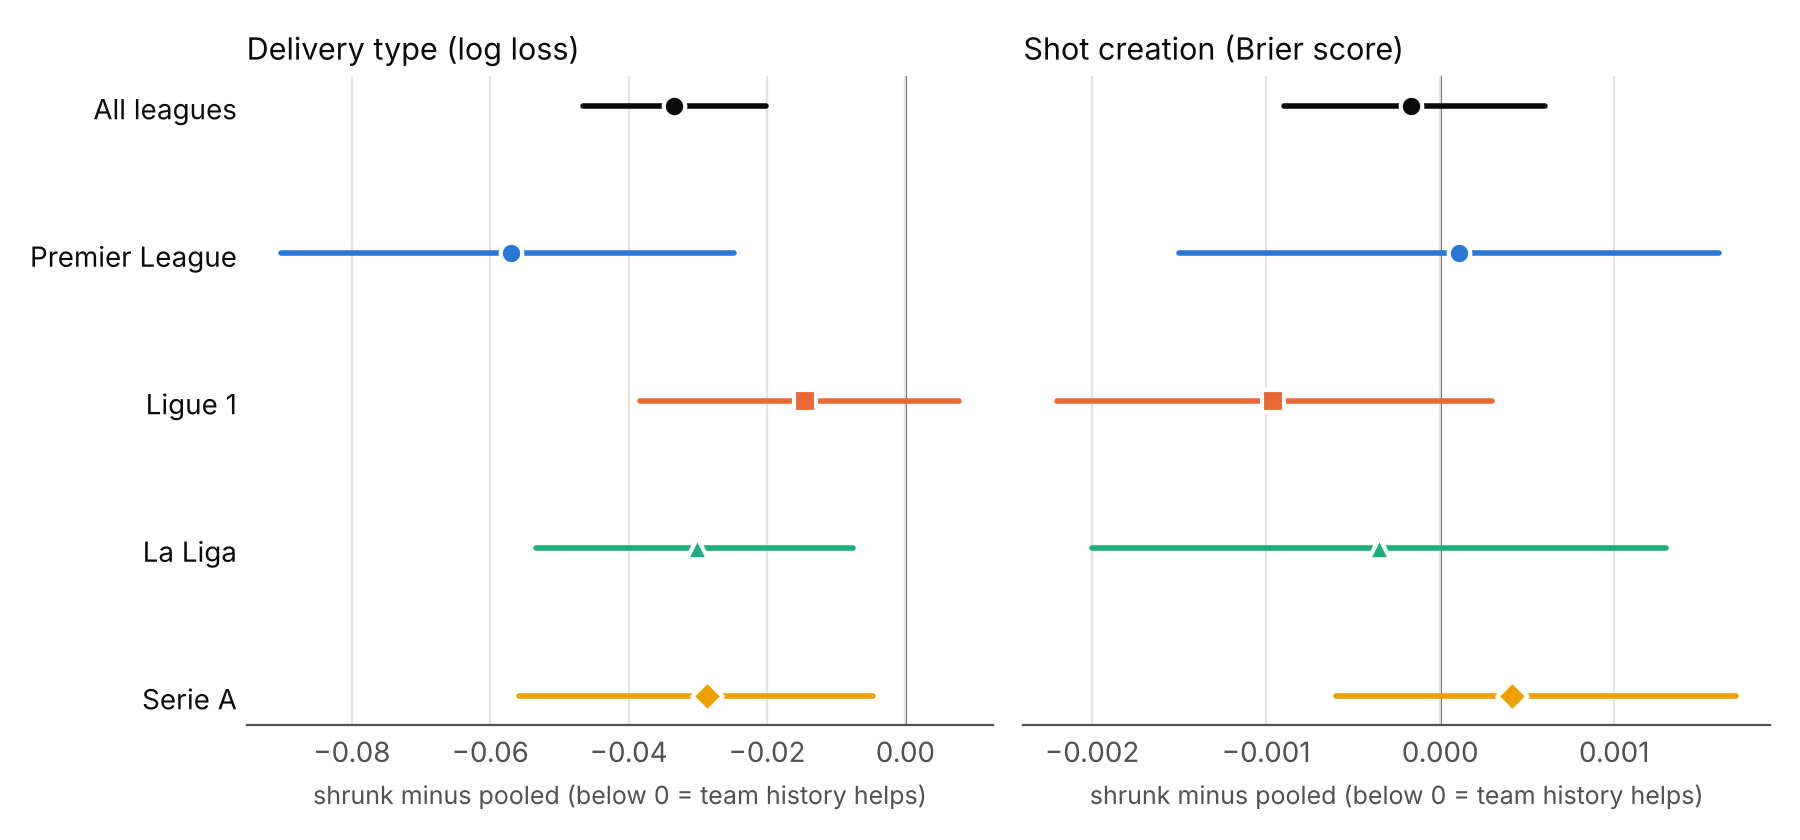 Delivery type (log loss)
Shot creation (Brier score)
All leagues
Premier League
Ligue 1
La Liga
Serie A
−0.08 −0.06 −0.04 −0.02 0.00
−0.002 −0.001 0.000 0.001
shrunk minus pooled (below 0 = team history helps)
shrunk minus pooled (below 0 = team history helps)